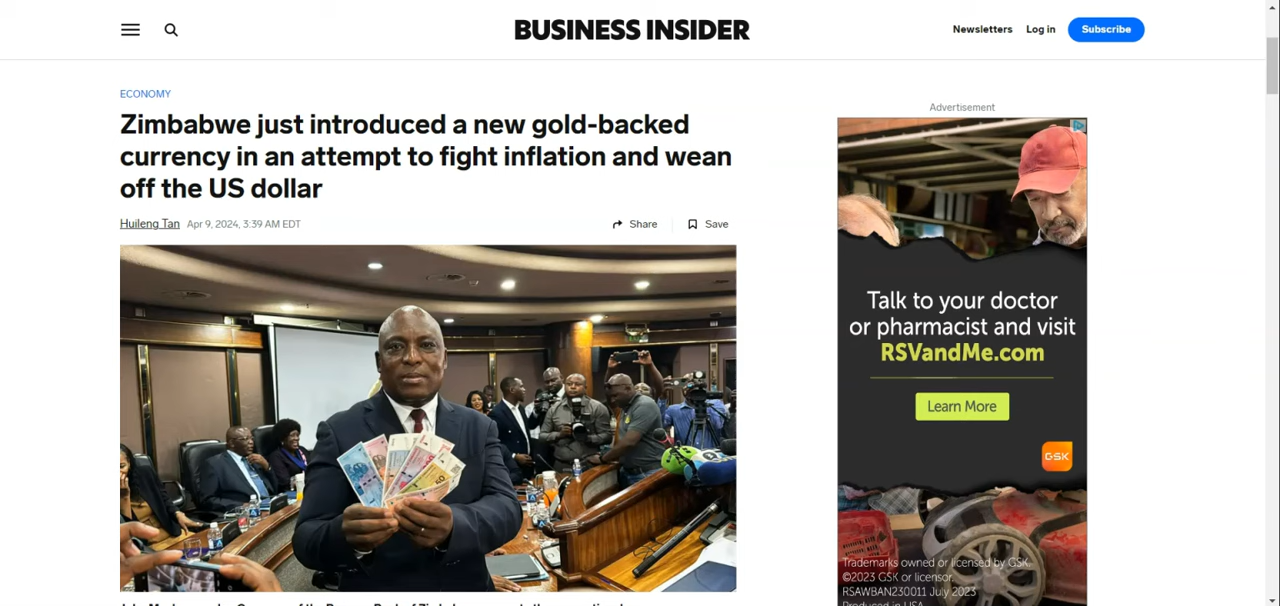 BUSINESS INSIDER
Newsletters
Log in
Subscribe
ECONOMY
Zimbabwe just introduced a new gold-backed
currency in an attempt to fight inflation and wean
off the US dollar
Huileng Tan Apr 9, 2024, 3:39 AM EDT
Share
Save
Advertisement
Talk to your doctor
or pharmacist and visit
RSVandMe.com
Learn More
GSK
Trademarks owned or licensed by GSK.
©2023 GSK or licensor.
RSAWBAN230011 July 2023
Produced in USA